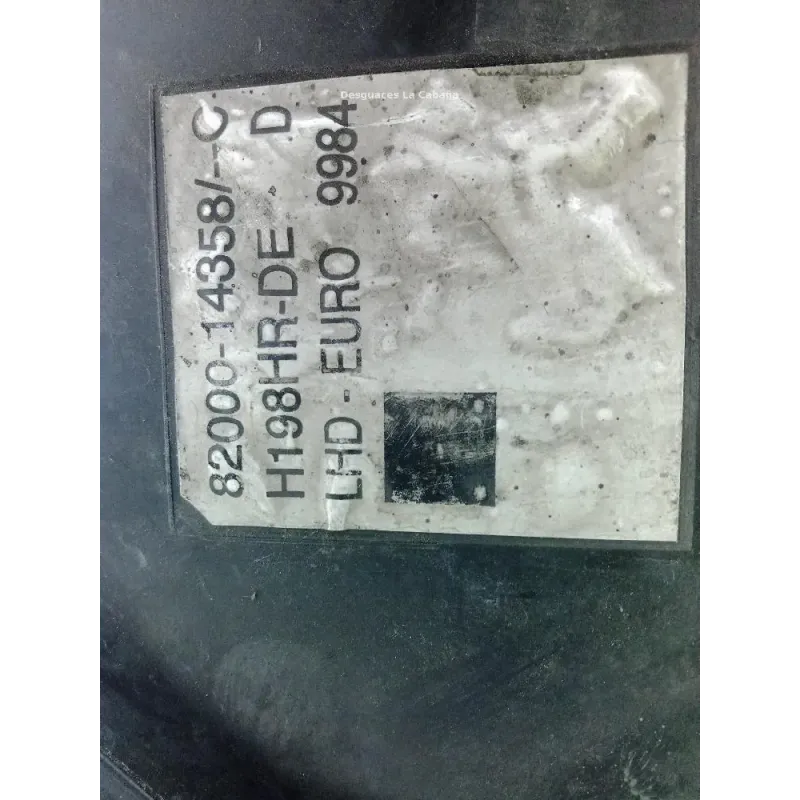 Desguaces La Cabaña
82000-14358/--C
H198HR-DE D
LHD - EURO 9984